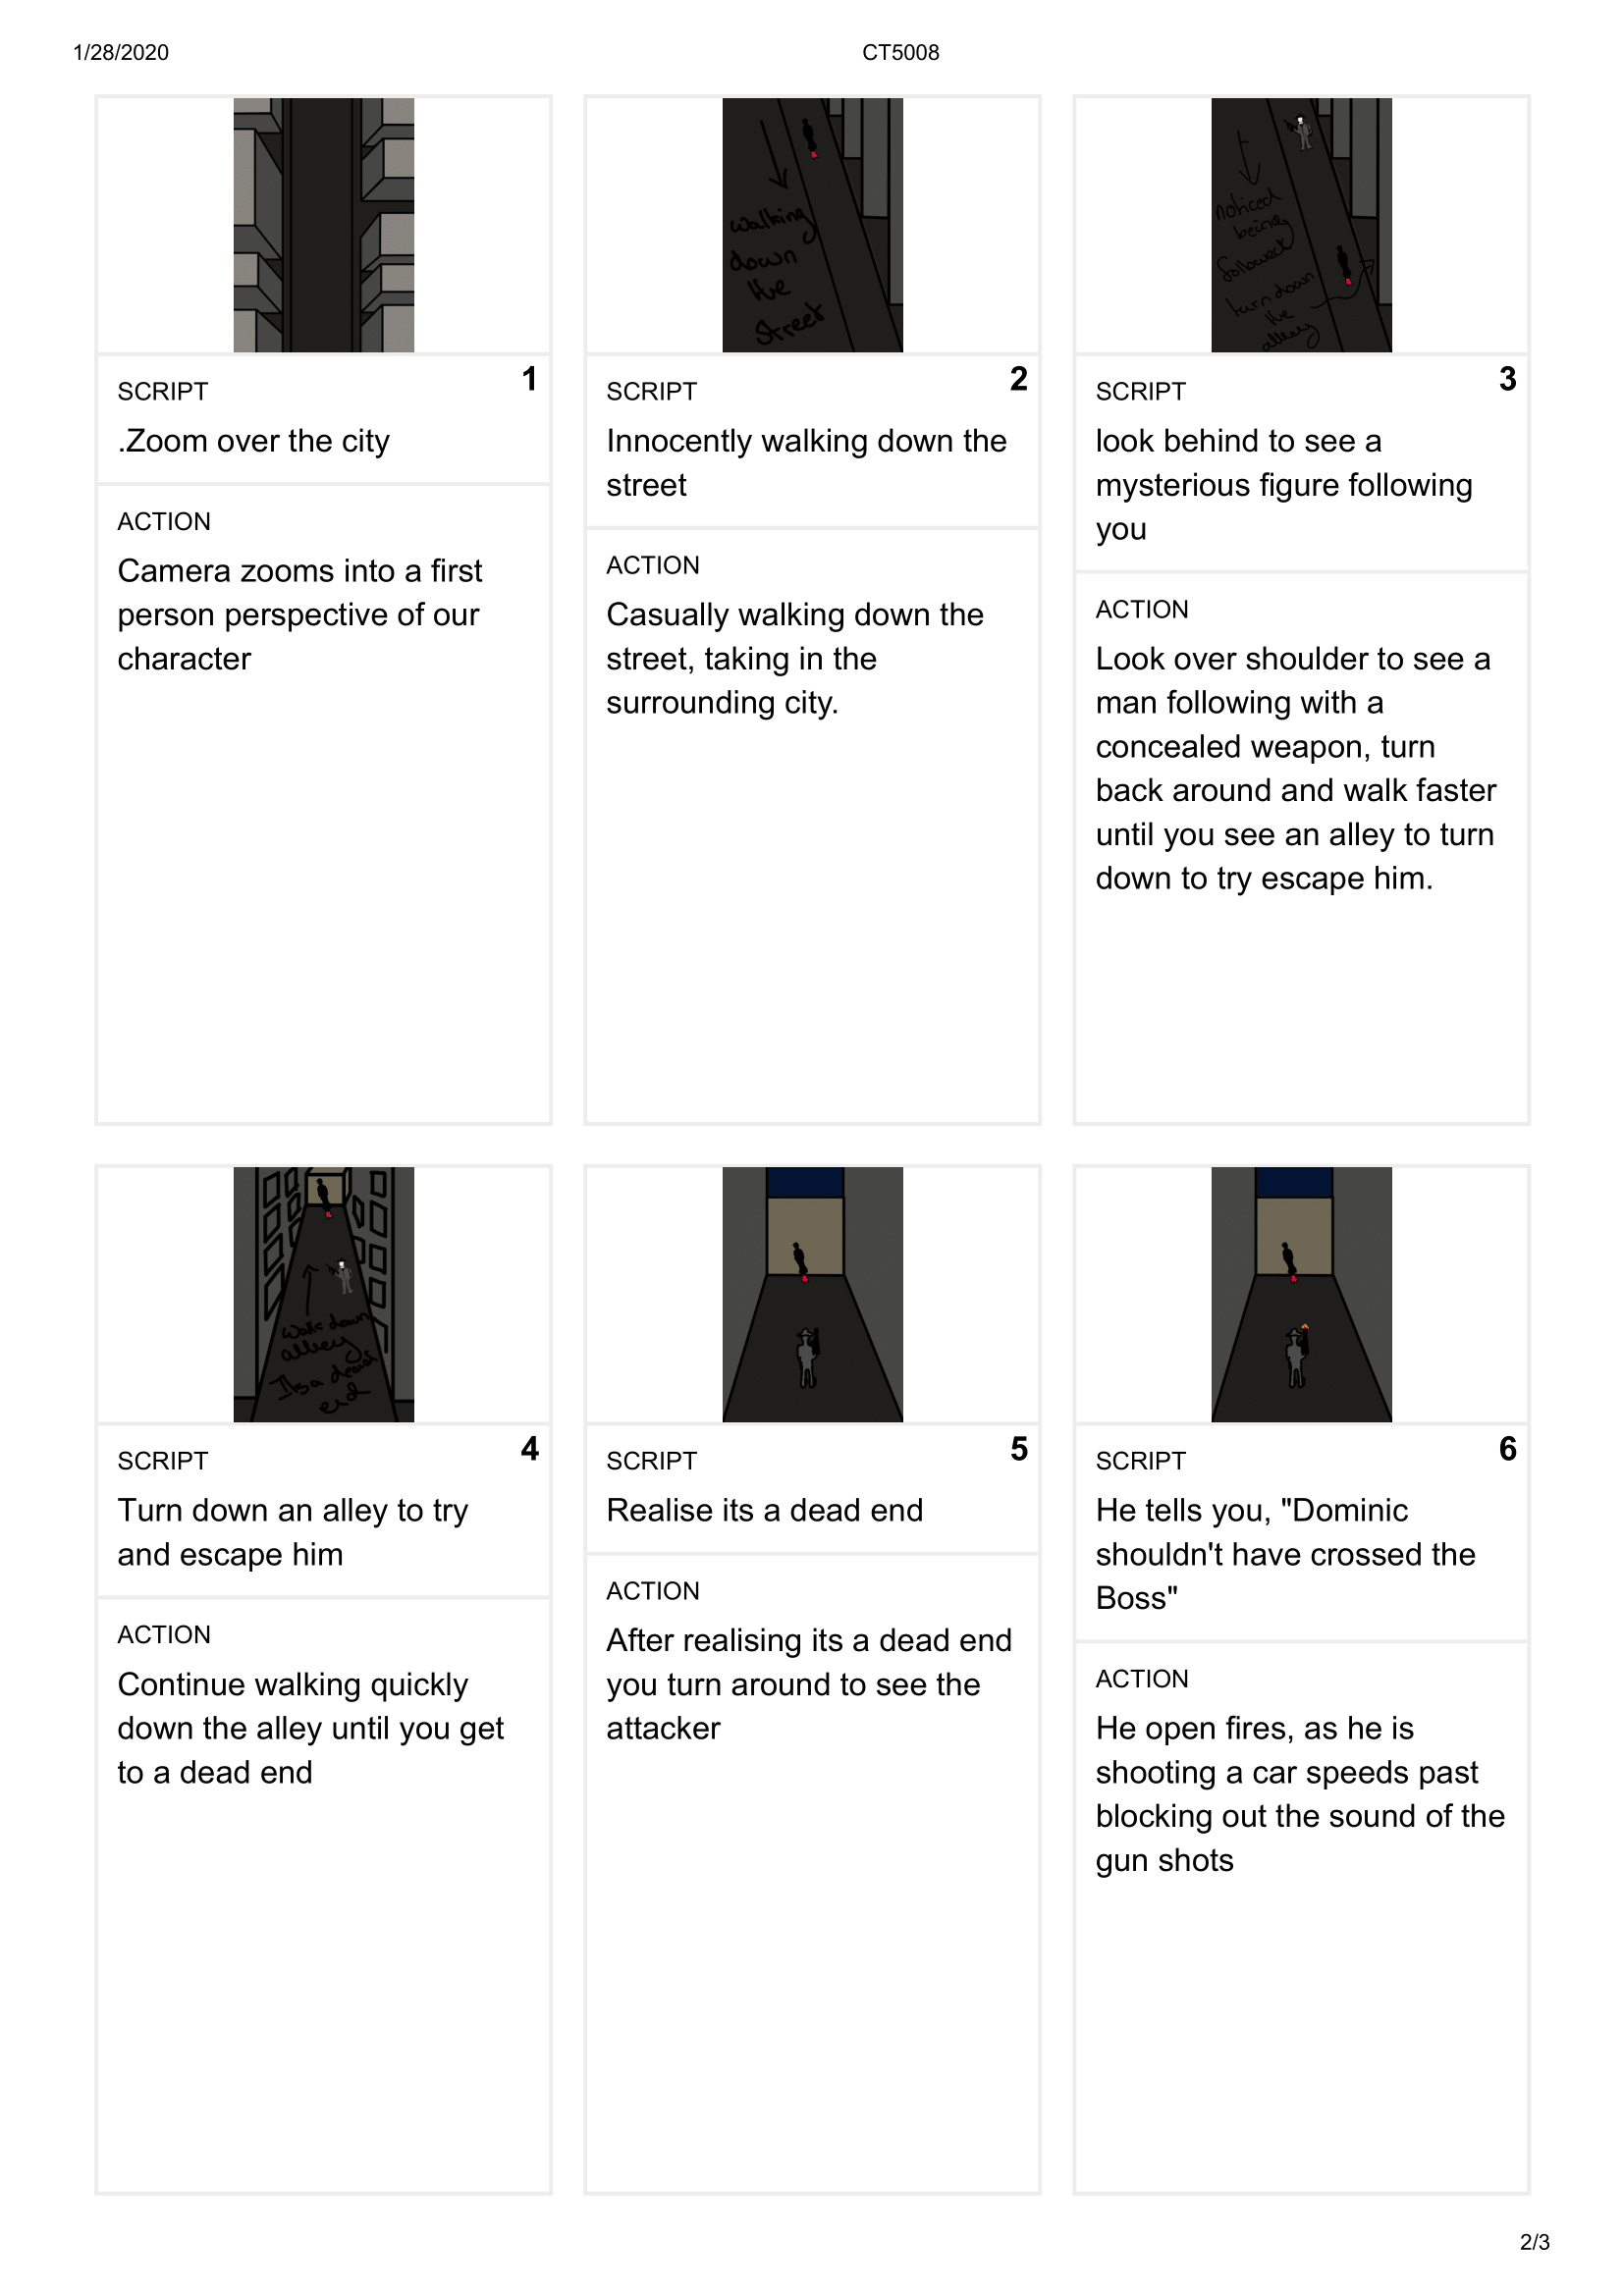 1/28/2020
CT5008
walking
down
the
street
noticed
being
followed
turn down
the
alley
1
SCRIPT
.Zoom over the city
ACTION
Camera zooms into a first
person perspective of our
character
2
SCRIPT
Innocently walking down the
street
ACTION
Casually walking down the
street, taking in the
surrounding city.
3
SCRIPT
look behind to see a
mysterious figure following
you
ACTION
Look over shoulder to see a
man following with a
concealed weapon, turn
back around and walk faster
until you see an alley to turn
down to try escape him.
walk down
alley
Its a dead
end
4
SCRIPT
Turn down an alley to try
and escape him
ACTION
Continue walking quickly
down the alley until you get
to a dead end
5
SCRIPT
Realise its a dead end
ACTION
After realising its a dead end
you turn around to see the
attacker
6
SCRIPT
He tells you, "Dominic
shouldn't have crossed the
Boss"
ACTION
He open fires, as he is
shooting a car speeds past
blocking out the sound of the
gun shots
2/3